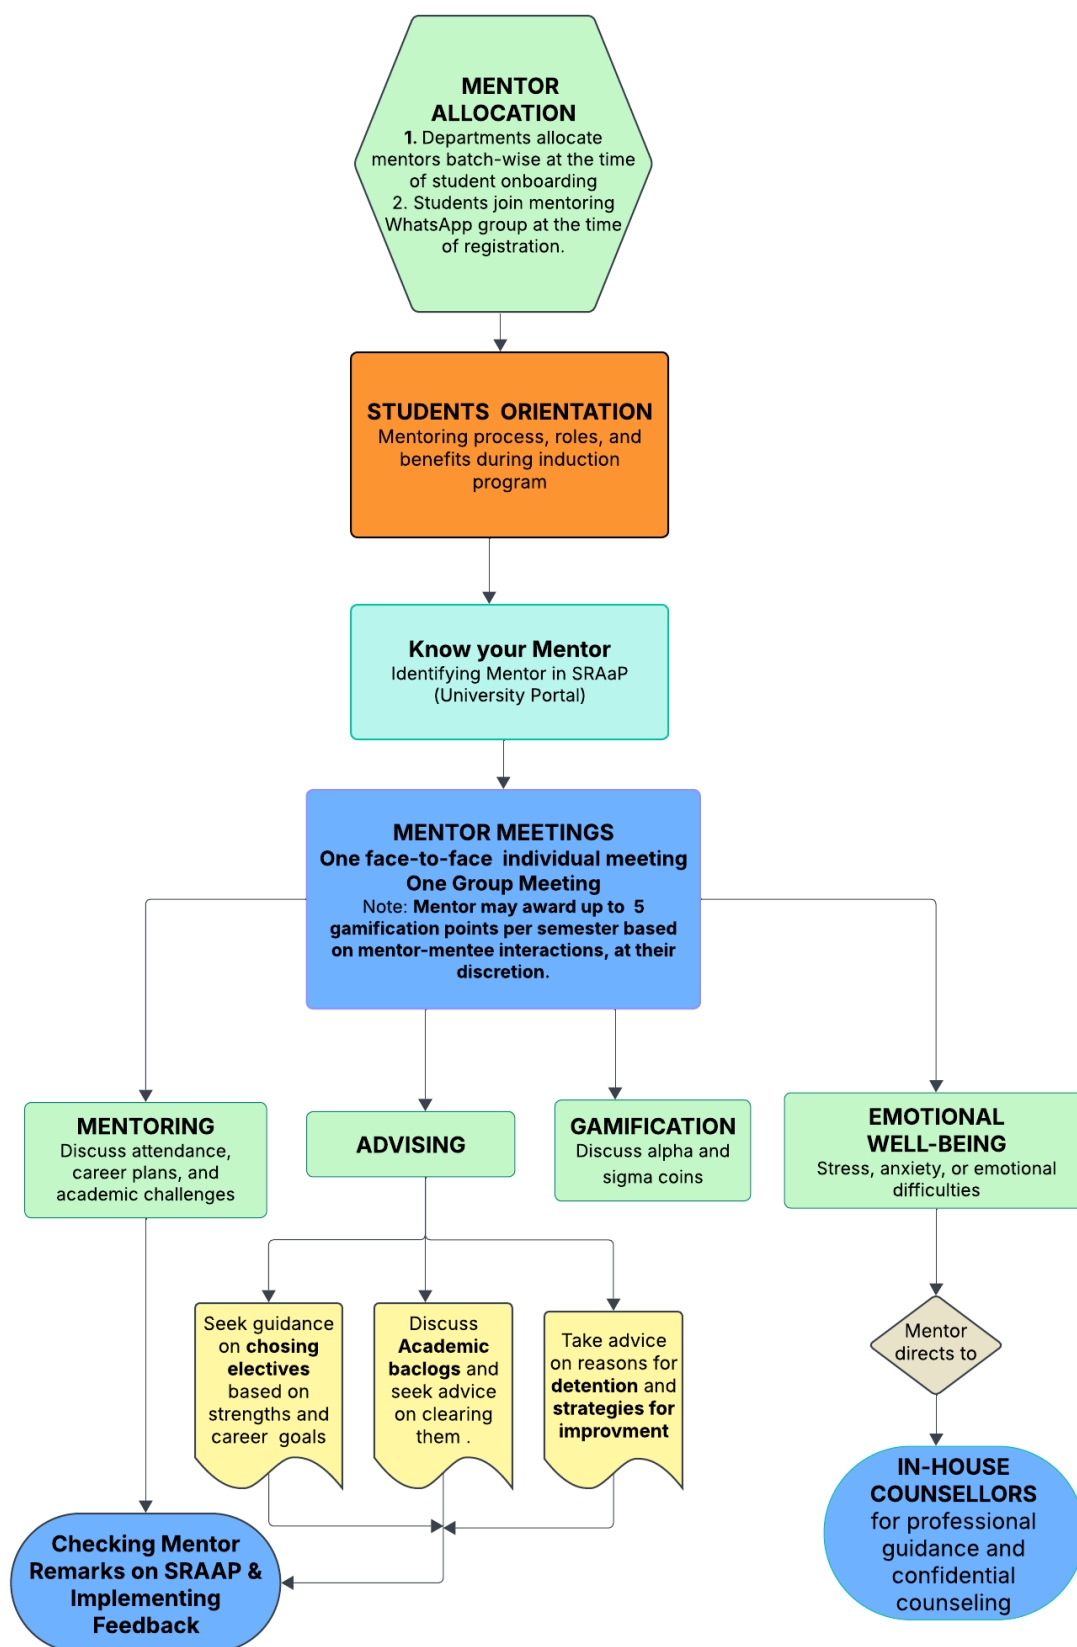 MENTOR
ALLOCATION
1. Departments allocate
mentors batch-wise at the time
of student onboarding
2. Students join mentoring
WhatsApp group at the time
of registration.
STUDENTS ORIENTATION
Mentoring process, roles, and
benefits during induction
program
Know your Mentor
Identifying Mentor in SRAaP
(University Portal)
MENTOR MEETINGS
One face-to-face individual meeting
One Group Meeting
Note: Mentor may award up to 5
gamification points per semester based
on mentor-mentee interactions, at their
discretion.
MENTORING
Discuss attendance,
career plans, and
academic challenges
ADVISING
GAMIFICATION
Discuss alpha and
sigma coins
EMOTIONAL
WELL-BEING
Stress, anxiety, or emotional
difficulties
Seek guidance
on chosing
electives
based on
strengths and
career goals
Discuss
Academic
baclogs and
seek advice
on clearing
them .
Take advice
on reasons for
detention and
strategies for
improvment
Mentor
directs to
IN-HOUSE
COUNSELLORS
for professional
guidance and
confidential
counseling
Checking Mentor
Remarks on SRAAP &
Implementing
Feedback